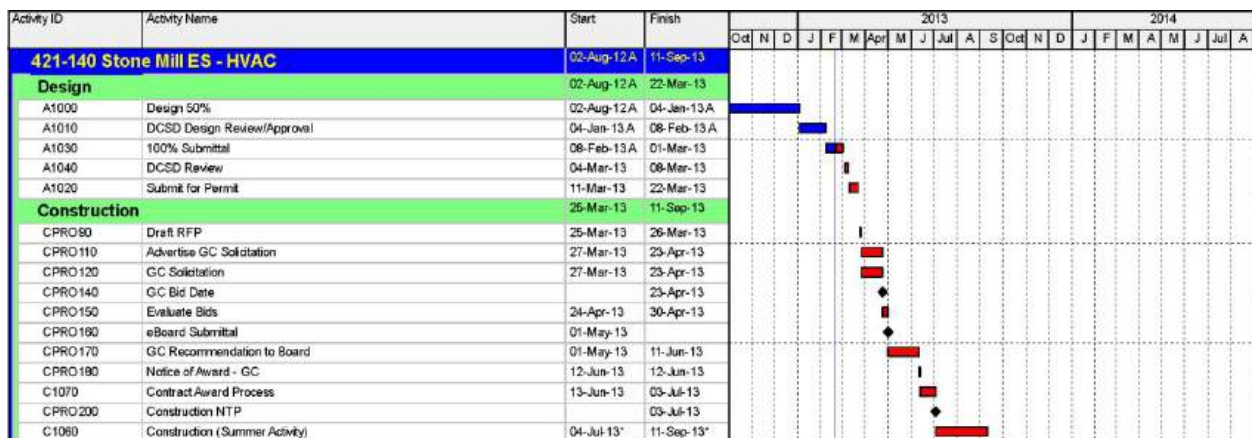 Activity ID Activity Name Start Finish 2013 2014
Oct N D J F M Apr M J Jul A S Oct N D J F M A M J Jul A
421-140 Stone Mill ES - HVAC 02-Aug-12 A 11-Sep-13
Design 02-Aug-12 A 22-Mar-13
A1000 Design 50% 02-Aug-12 A 04-Jan-13 A
A1010 DCSD Design Review/Approval 04-Jan-13 A 08-Feb-13 A
A1030 100% Submittal 08-Feb-13 A 01-Mar-13
A1040 DCSD Review 04-Mar-13 08-Mar-13
A1020 Submit for Permit 11-Mar-13 22-Mar-13
Construction 25-Mar-13 11-Sep-13
CPRO90 Draft RFP 25-Mar-13 26-Mar-13
CPRO110 Advertise GC Solicitation 27-Mar-13 23-Apr-13
CPRO120 GC Solicitation 27-Mar-13 23-Apr-13
CPRO140 GC Bid Date 23-Apr-13
CPRO150 Evaluate Bids 24-Apr-13 30-Apr-13
CPRO160 eBoard Submittal 01-May-13
CPRO170 GC Recommendation to Board 01-May-13 11-Jun-13
CPRO180 Notice of Award - GC 12-Jun-13 12-Jun-13
C1070 Contract Award Process 13-Jun-13 03-Jul-13
CPRO200 Construction NTP 03-Jul-13
C1060 Construction (Summer Activity) 04-Jul-13* 11-Sep-13*